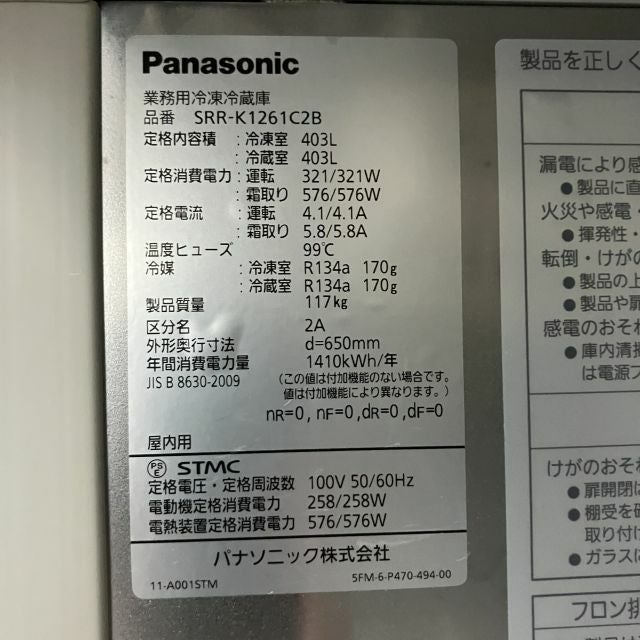 Panasonic
業務用冷凍冷蔵庫
品番 SRR-K1261C2B
定格内容積 : 冷凍室 403L
: 冷蔵室 403L
定格消費電力 : 運転 321/321W
: 霜取り 576/576W
定格電流 : 運転 4.1/4.1A
: 霜取り 5.8/5.8A
温度ヒューズ 99℃
冷媒 : 冷凍室 R134a 170g
: 冷蔵室 R134a 170g
製品質量 117kg
区分名 2A
外形奥行寸法 d=650mm
年間消費電力量 1410kWh/年
JIS B 8630-2009 (この値は付加機能のない場合です。
値は付加機能により異なります。)
nR=0, nF=0, dR=0, dF=0
屋内用
PSE STMC
定格電圧・定格周波数 100V 50/60Hz
電動機定格消費電力 258/258W
電熱装置定格消費電力 576/576W
パナソニック株式会社
11-A001STM 5FM-6-P470-494-00
製品を正しく
漏電により感
●製品に直
火災や感電・
●揮発性・
転倒・けがの
●製品の上
●製品や扉
感電のおそれ
●庫内清掃
は電源プ
けがのおそれ
●扉開閉は
●棚受を確
取り付け
●ガラスに
フロン排